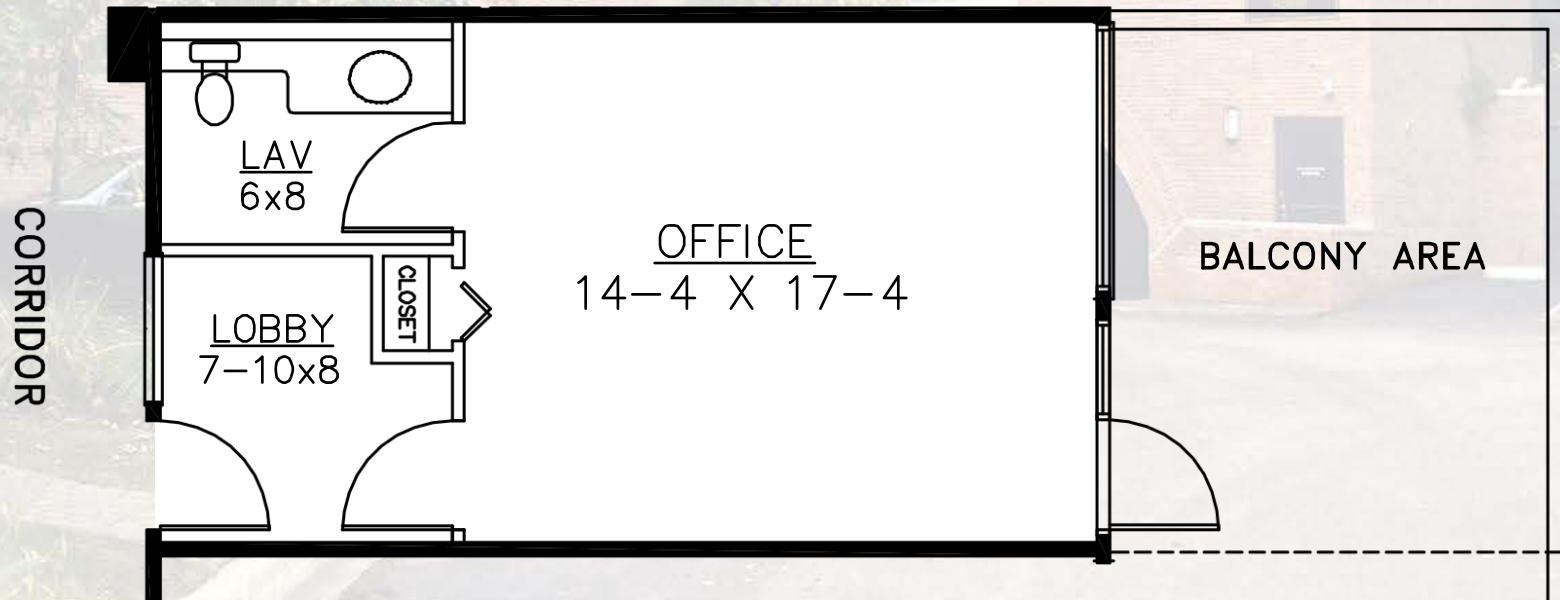 CORRIDOR
LAV
6x8
LOBBY
7-10x8
CLOSET
OFFICE
14-4 X 17-4
BALCONY AREA